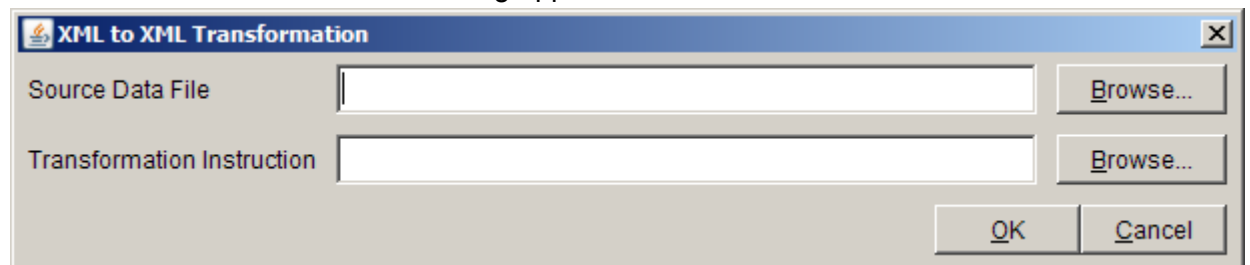 XML to XML Transformation
Source Data File Browse...
Transformation Instruction Browse...
OK Cancel